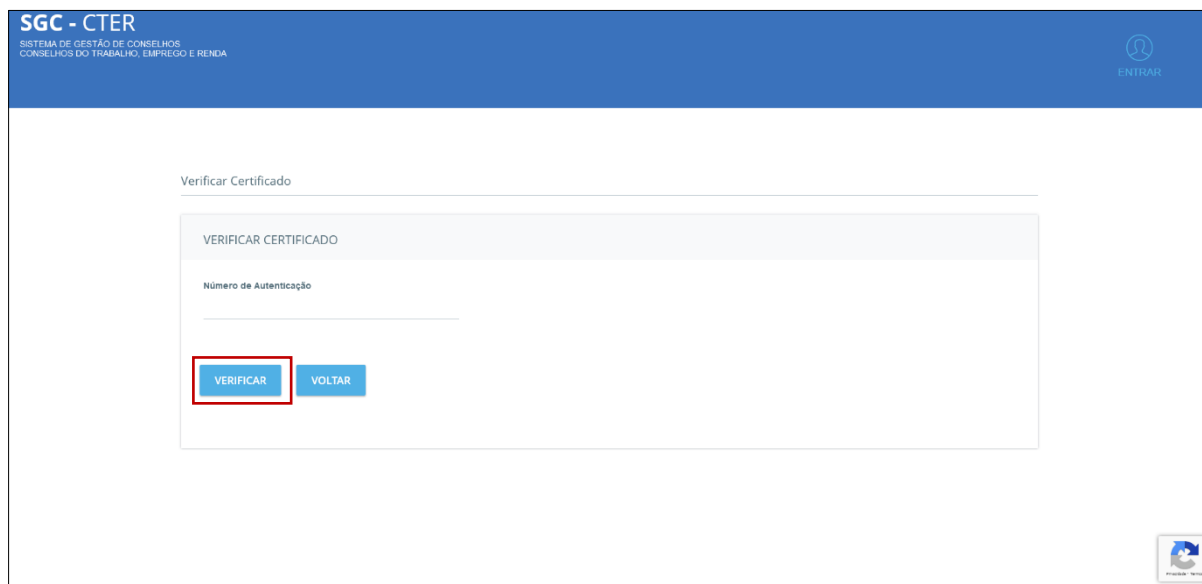 SGC - CTER
SISTEMA DE GESTÃO DE CONSELHOS
CONSELHOS DO TRABALHO, EMPREGO E RENDA
ENTRAR
Verificar Certificado
VERIFICAR CERTIFICADO
Número de Autenticação
VERIFICAR
VOLTAR
Privacidade -